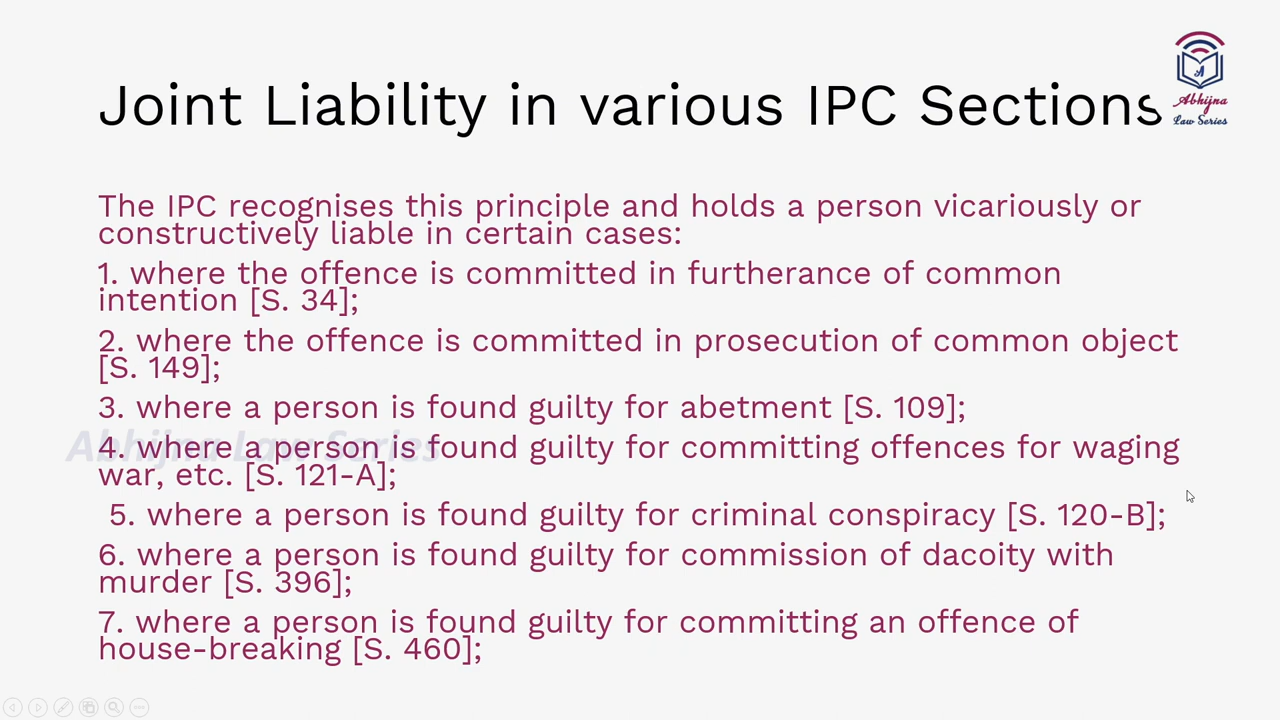 Joint Liability in various IPC Sections
Abhijna
Law Series
The IPC recognises this principle and holds a person vicariously or
constructively liable in certain cases:
1. where the offence is committed in furtherance of common
intention [S. 34];
2. where the offence is committed in prosecution of common object
[S. 149];
3. where a person is found guilty for abetment [S. 109];
Abhijna Law Series
4. where a person is found guilty for committing offences for waging
war, etc. [S. 121-A];
5. where a person is found guilty for criminal conspiracy [S. 120-B];
6. where a person is found guilty for commission of dacoity with
murder [S. 396];
7. where a person is found guilty for committing an offence of
house-breaking [S. 460];